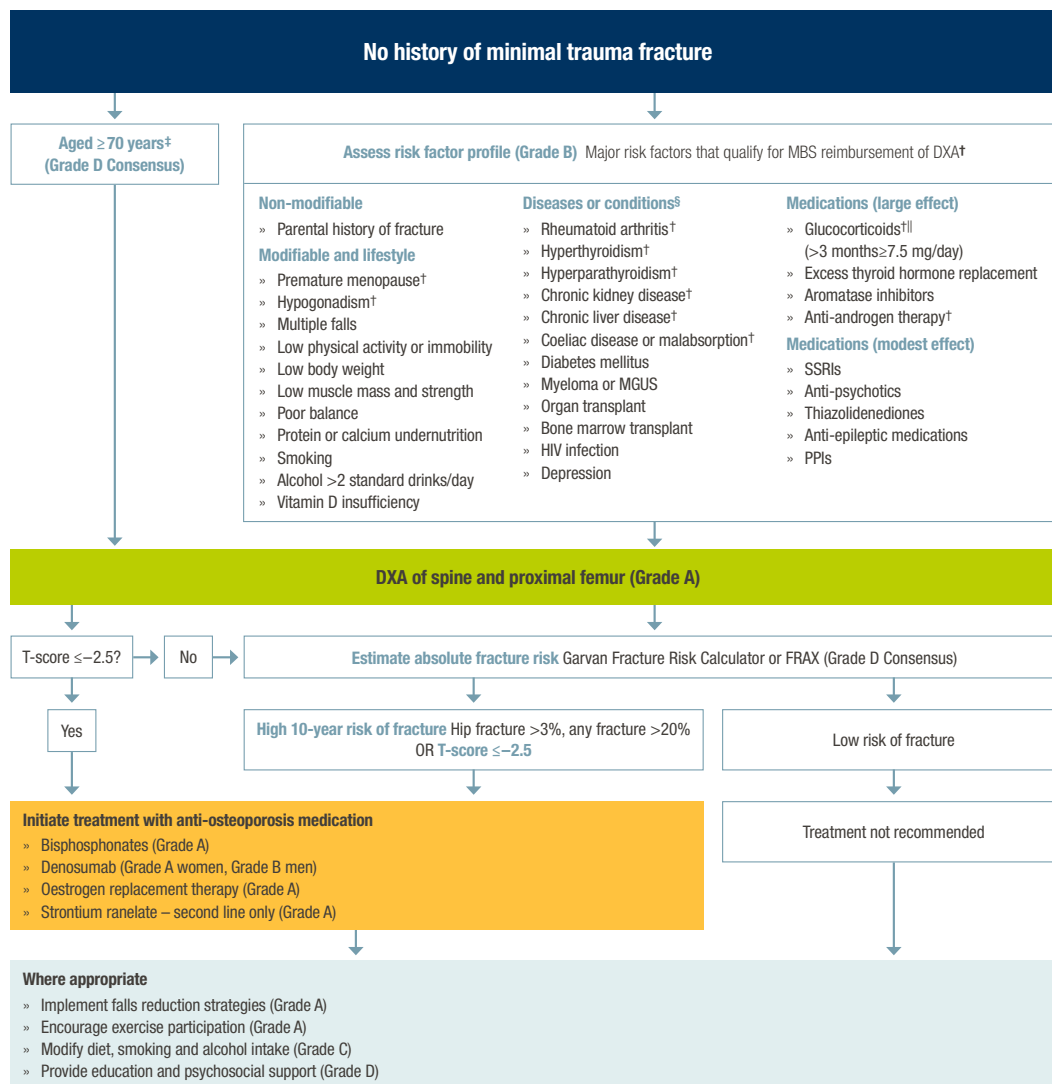 No history of minimal trauma fracture
Aged ≥70 years‡
(Grade D Consensus)
Assess risk factor profile (Grade B) Major risk factors that qualify for MBS reimbursement of DXA†
Non-modifiable
» Parental history of fracture
Modifiable and lifestyle
» Premature menopause†
» Hypogonadism†
» Multiple falls
» Low physical activity or immobility
» Low body weight
» Low muscle mass and strength
» Poor balance
» Protein or calcium undernutrition
» Smoking
» Alcohol >2 standard drinks/day
» Vitamin D insufficiency
Diseases or conditions§
» Rheumatoid arthritis†
» Hyperthyroidism†
» Hyperparathyroidism†
» Chronic kidney disease†
» Chronic liver disease†
» Coeliac disease or malabsorption†
» Diabetes mellitus
» Myeloma or MGUS
» Organ transplant
» Bone marrow transplant
» HIV infection
» Depression
Medications (large effect)
» Glucocorticoids†||
(>3 months≥7.5 mg/day)
» Excess thyroid hormone replacement
» Aromatase inhibitors
» Anti-androgen therapy†
Medications (modest effect)
» SSRIs
» Anti-psychotics
» Thiazolidenediones
» Anti-epileptic medications
» PPIs
DXA of spine and proximal femur (Grade A)
T-score ≤−2.5?
No
Estimate absolute fracture risk Garvan Fracture Risk Calculator or FRAX (Grade D Consensus)
Yes
High 10-year risk of fracture Hip fracture >3%, any fracture >20%
OR T-score ≤−2.5
Low risk of fracture
Initiate treatment with anti-osteoporosis medication
» Bisphosphonates (Grade A)
» Denosumab (Grade A women, Grade B men)
» Oestrogen replacement therapy (Grade A)
» Strontium ranelate – second line only (Grade A)
Treatment not recommended
Where appropriate
» Implement falls reduction strategies (Grade A)
» Encourage exercise participation (Grade A)
» Modify diet, smoking and alcohol intake (Grade C)
» Provide education and psychosocial support (Grade D)